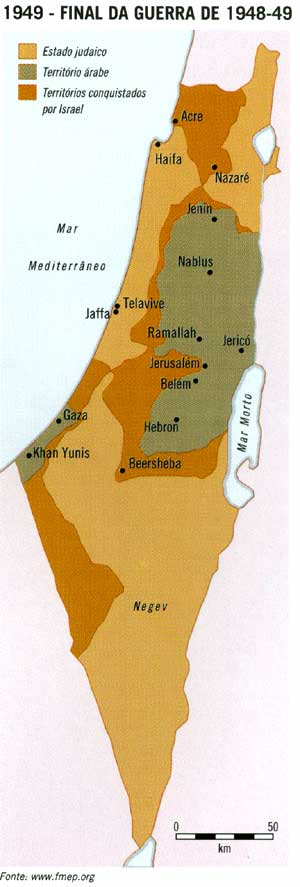 1949 - FINAL DA GUERRA DE 1948-49
Estado judaico
Território árabe
Territórios conquistados
por Israel
Acre
Haifa
Nazaré
Jenin
Mar
Mediterrâneo
Nablus
Telavive
Jaffa
Ramallah
Jericó
Jerusalém
Belém
Mar Morto
Gaza
Hebron
Khan Yunis
Beersheba
Negev
0 50
km
Fonte: www.fmep.org